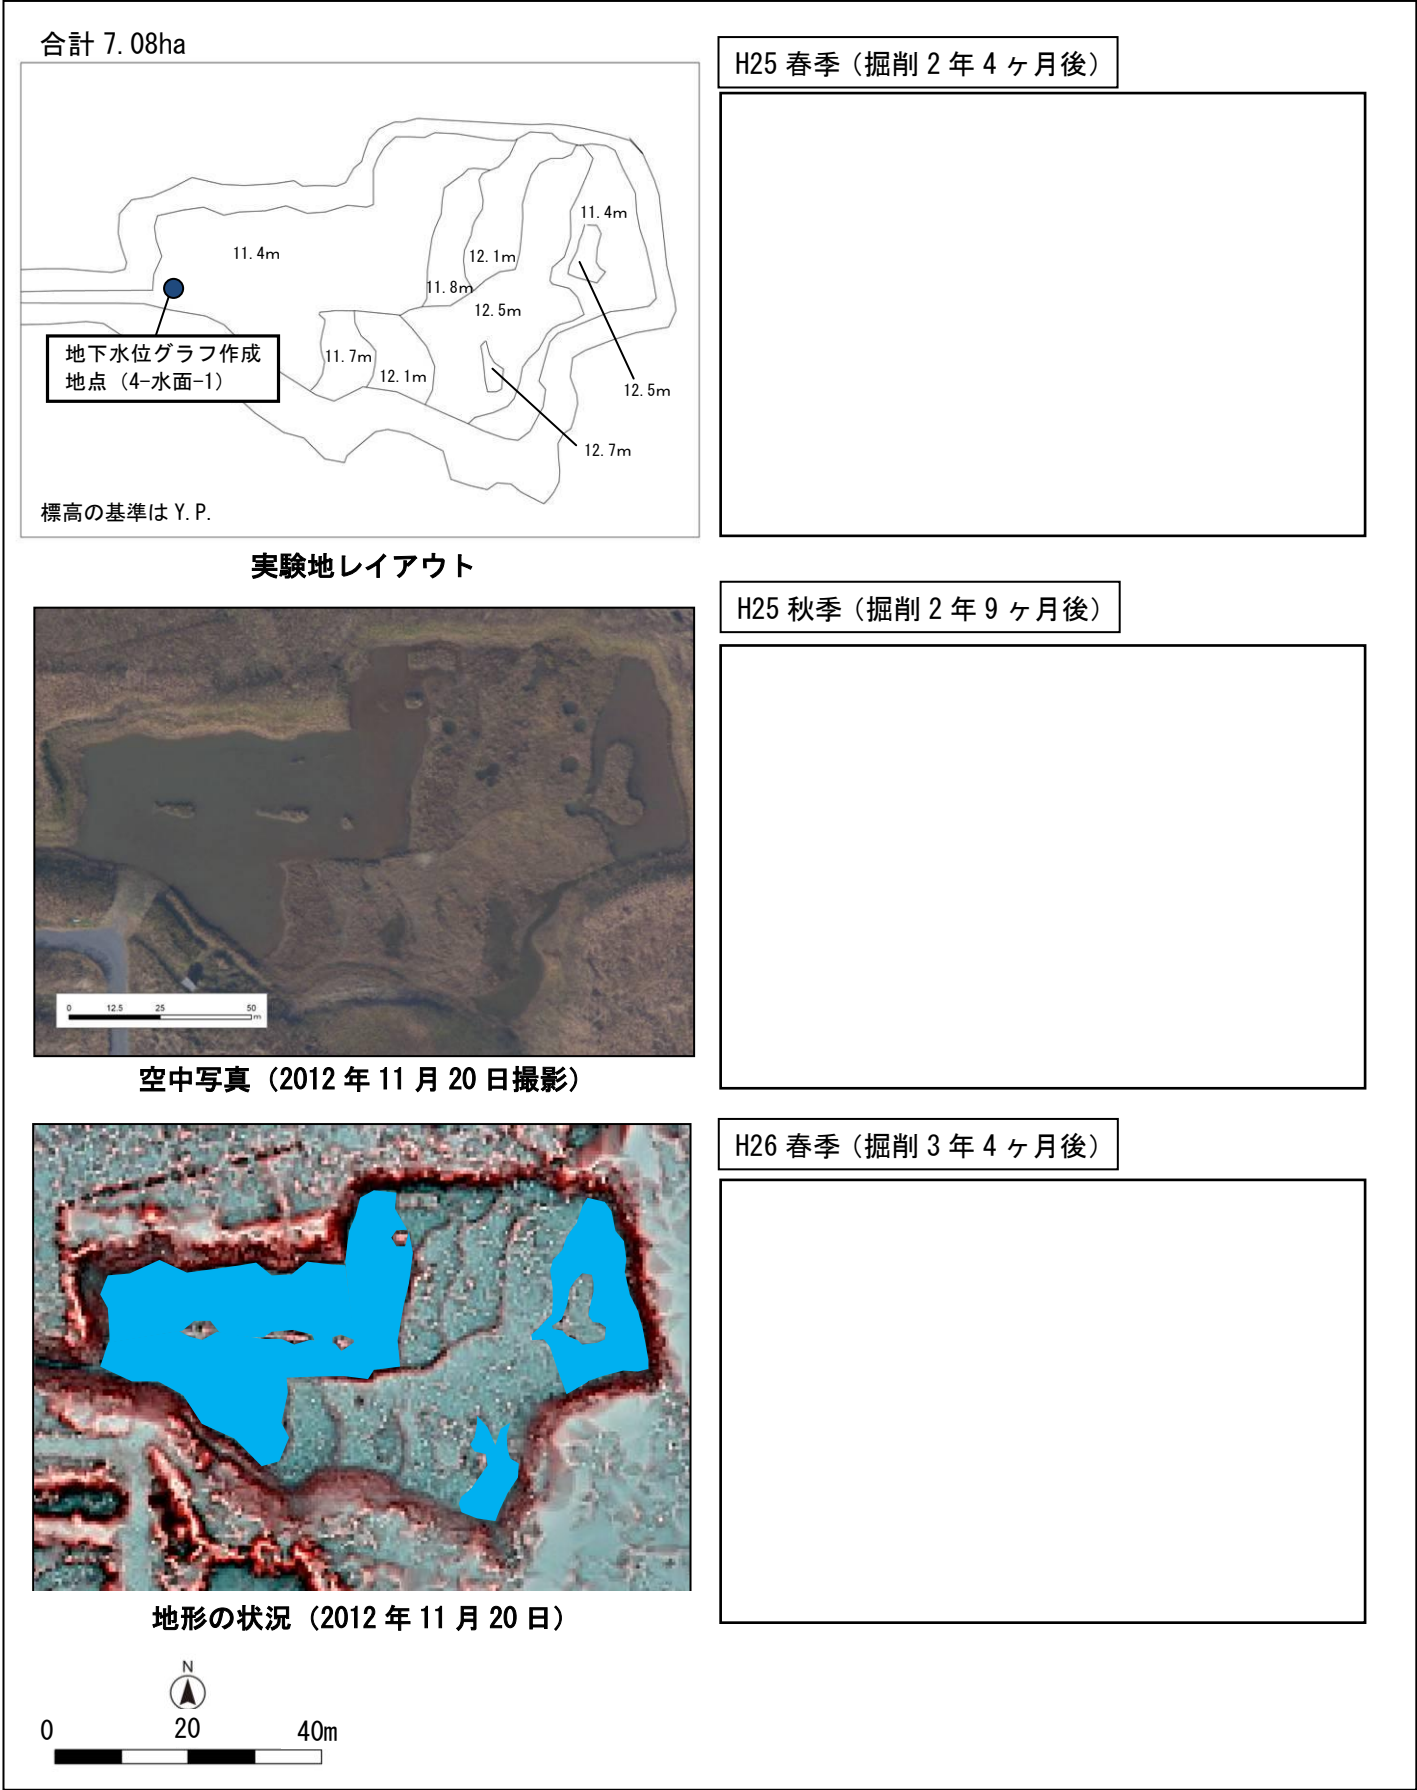 合計 7.08ha
11.4m
11.4m
12.1m
11.8m
12.5m
11.7m
12.1m
12.5m
12.7m
地下水位グラフ作成
地点（4-水面-1）
標高の基準は Y.P.
実験地レイアウト
0 12.5 25 50
m
空中写真（2012 年 11 月 20 日撮影）
地形の状況（2012 年 11 月 20 日）
N
0 20 40m
H25 春季（掘削 2 年 4 ヶ月後）
H25 秋季（掘削 2 年 9 ヶ月後）
H26 春季（掘削 3 年 4 ヶ月後）